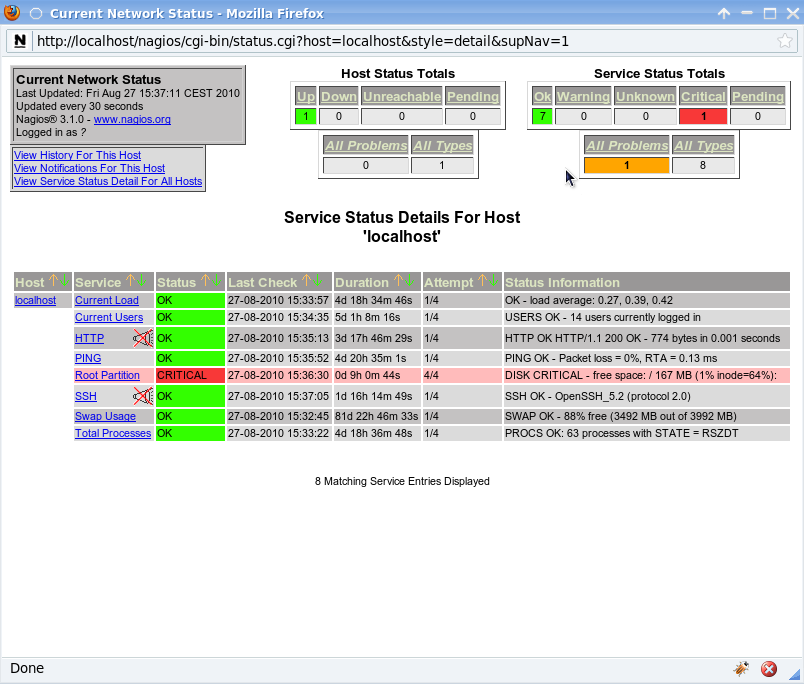 Current Network Status - Mozilla Firefox
N http://localhost/nagios/cgi-bin/status.cgi?host=localhost&style=detail&supNav=1
Current Network Status
Last Updated: Fri Aug 27 15:37:11 CEST 2010
Updated every 30 seconds
Nagios® 3.1.0 - www.nagios.org
Logged in as ?
View History For This Host
View Notifications For This Host
View Service Status Detail For All Hosts
Host Status Totals
Up Down Unreachable Pending
1 0 0 0
All Problems All Types
0 1
Service Status Totals
Ok Warning Unknown Critical Pending
7 0 0 1 0
All Problems All Types
1 8
Service Status Details For Host
'localhost'
Host Service Status Last Check Duration Attempt Status Information
localhost Current Load OK 27-08-2010 15:33:57 4d 18h 34m 46s 1/4 OK - load average: 0.27, 0.39, 0.42
Current Users OK 27-08-2010 15:34:35 5d 1h 8m 16s 1/4 USERS OK - 14 users currently logged in
HTTP OK 27-08-2010 15:35:13 3d 17h 46m 29s 1/4 HTTP OK HTTP/1.1 200 OK - 774 bytes in 0.001 seconds
PING OK 27-08-2010 15:35:52 4d 20h 35m 1s 1/4 PING OK - Packet loss = 0%, RTA = 0.13 ms
Root Partition CRITICAL 27-08-2010 15:36:30 0d 9h 0m 44s 4/4 DISK CRITICAL - free space: / 167 MB (1% inode=64%):
SSH OK 27-08-2010 15:37:05 1d 16h 14m 49s 1/4 SSH OK - OpenSSH_5.2 (protocol 2.0)
Swap Usage OK 27-08-2010 15:32:45 81d 22h 46m 33s 1/4 SWAP OK - 88% free (3492 MB out of 3992 MB)
Total Processes OK 27-08-2010 15:33:22 4d 18h 36m 48s 1/4 PROCS OK: 63 processes with STATE = RSZDT
8 Matching Service Entries Displayed
Done